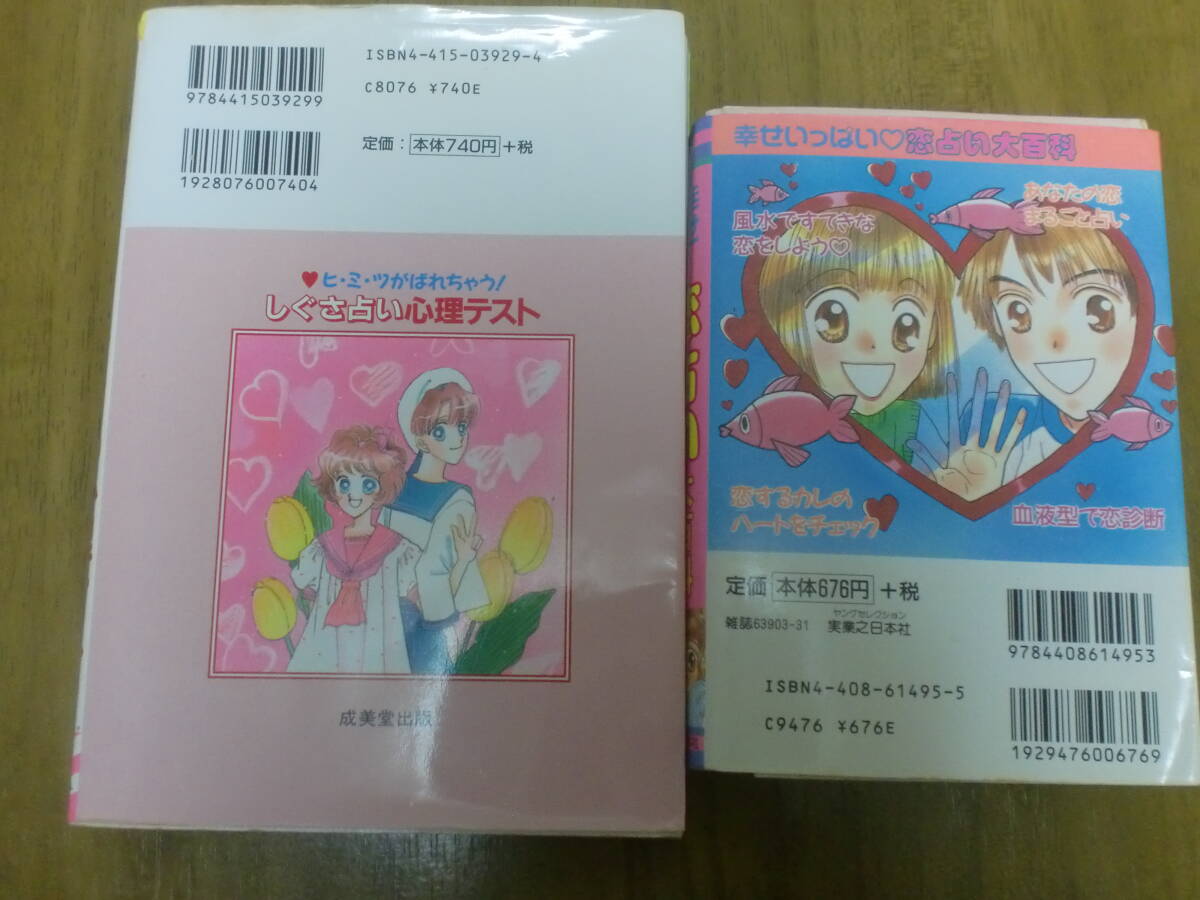 ISBN4-415-03929-4
C8076 ¥740E
9784415039299
定価：本体740円+税
1928076007404
♥ヒ・ミ・ツがばれちゃう!
しぐさ占い心理テスト
成美堂出版
幸せいっぱい♡恋占い大百科
風水ですてきな
恋をしよう♡
あなたの恋
まるごと占い
恋するカレの
ハートをチェック
血液型で恋診断
定価 本体676円 +税
ヤングセレクション
雑誌63903-31 実業之日本社
9784408614953
ISBN4-408-61495-5
C9476 ¥676E
1929476006769